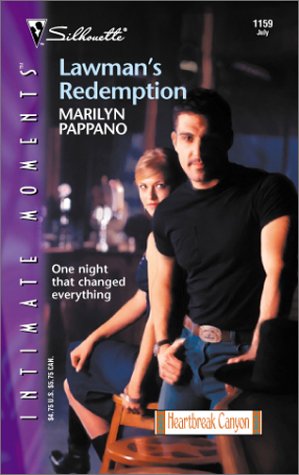 Silhouette®
1159
July
Lawman's
Redemption
MARILYN
PAPPANO
INTIMATE MOMENTS™
One night
that changed
everything
$4.75 U.S. $5.75 CAN.
Heartbreak Canyon